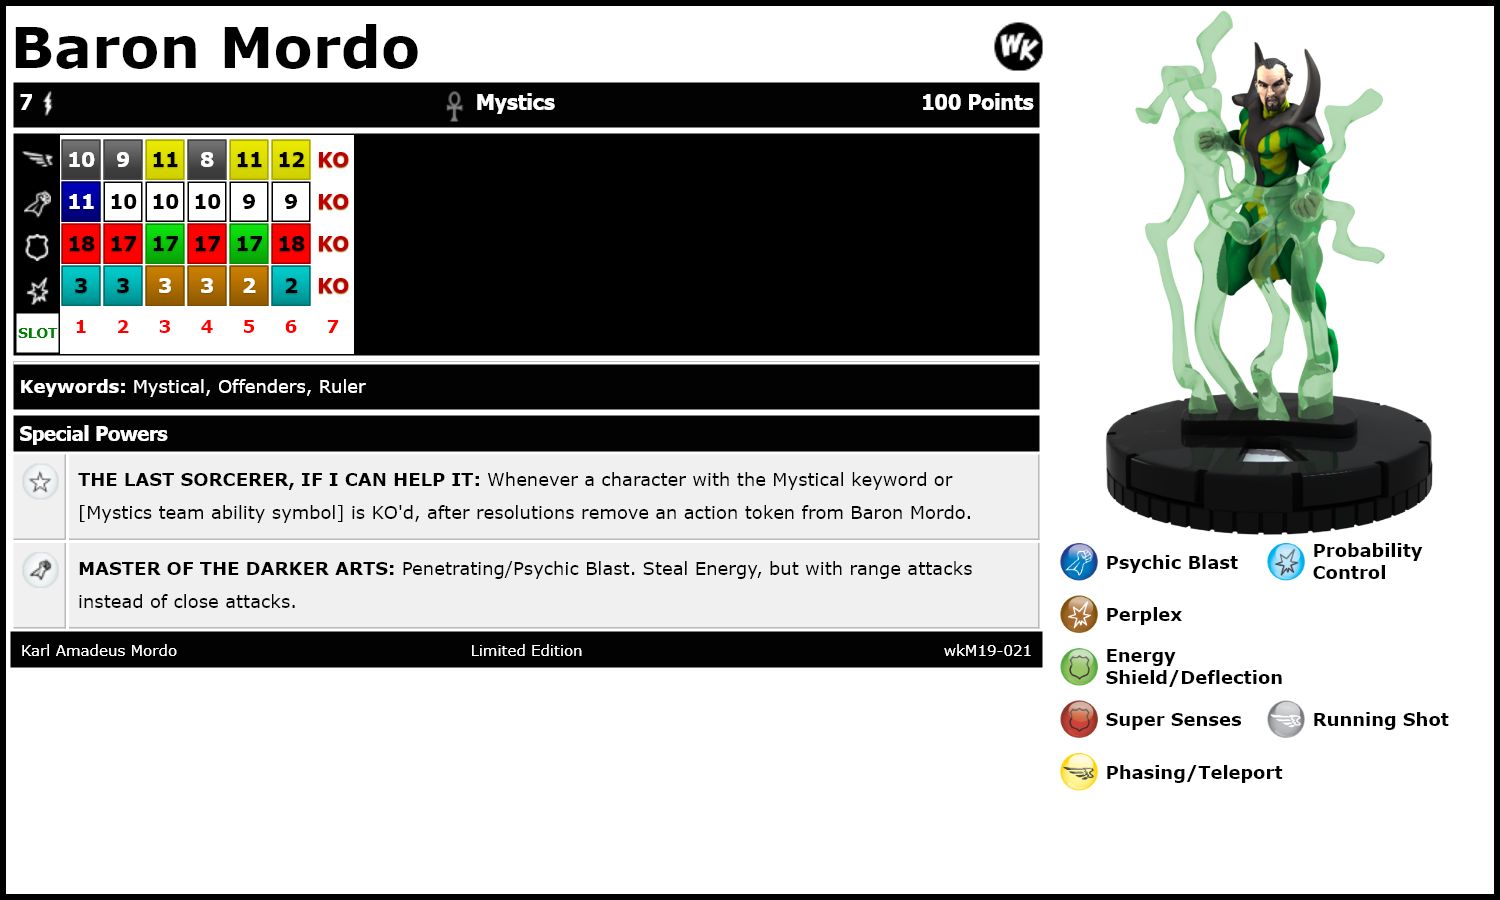 Baron Mordo
WK
7 Mystics 100 Points
10 9 11 8 11 12 KO
11 10 10 10 9 9 KO
18 17 17 17 17 18 KO
3 3 3 3 2 2 KO
SLOT 1 2 3 4 5 6 7
Keywords: Mystical, Offenders, Ruler
Special Powers
THE LAST SORCERER, IF I CAN HELP IT: Whenever a character with the Mystical keyword or
[Mystics team ability symbol] is KO'd, after resolutions remove an action token from Baron Mordo.
MASTER OF THE DARKER ARTS: Penetrating/Psychic Blast. Steal Energy, but with range attacks
instead of close attacks.
Karl Amadeus Mordo Limited Edition wkM19-021
Psychic Blast
Probability
Control
Perplex
Energy
Shield/Deflection
Super Senses
Running Shot
Phasing/Teleport